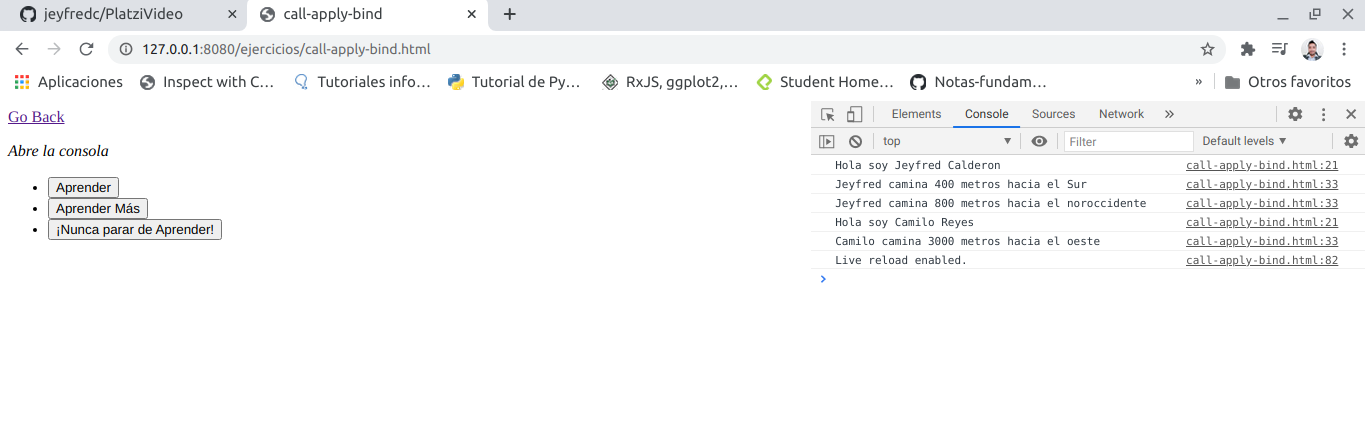 jeyfredc/PlatziVideo
call-apply-bind
127.0.0.1:8080/ejercicios/call-apply-bind.html
Aplicaciones Inspect with C... Tutoriales info... Tutorial de Py... RxJS, ggplot2,... Student Home... Notas-fundam... » Otros favoritos
Go Back
Abre la consola
Aprender
Aprender Más
¡Nunca parar de Aprender!
Elements Console Sources Network »
top Filter Default levels
Hola soy Jeyfred Calderon call-apply-bind.html:21
Jeyfred camina 400 metros hacia el Sur call-apply-bind.html:33
Jeyfred camina 800 metros hacia el noroccidente call-apply-bind.html:33
Hola soy Camilo Reyes call-apply-bind.html:21
Camilo camina 3000 metros hacia el oeste call-apply-bind.html:33
Live reload enabled. call-apply-bind.html:82